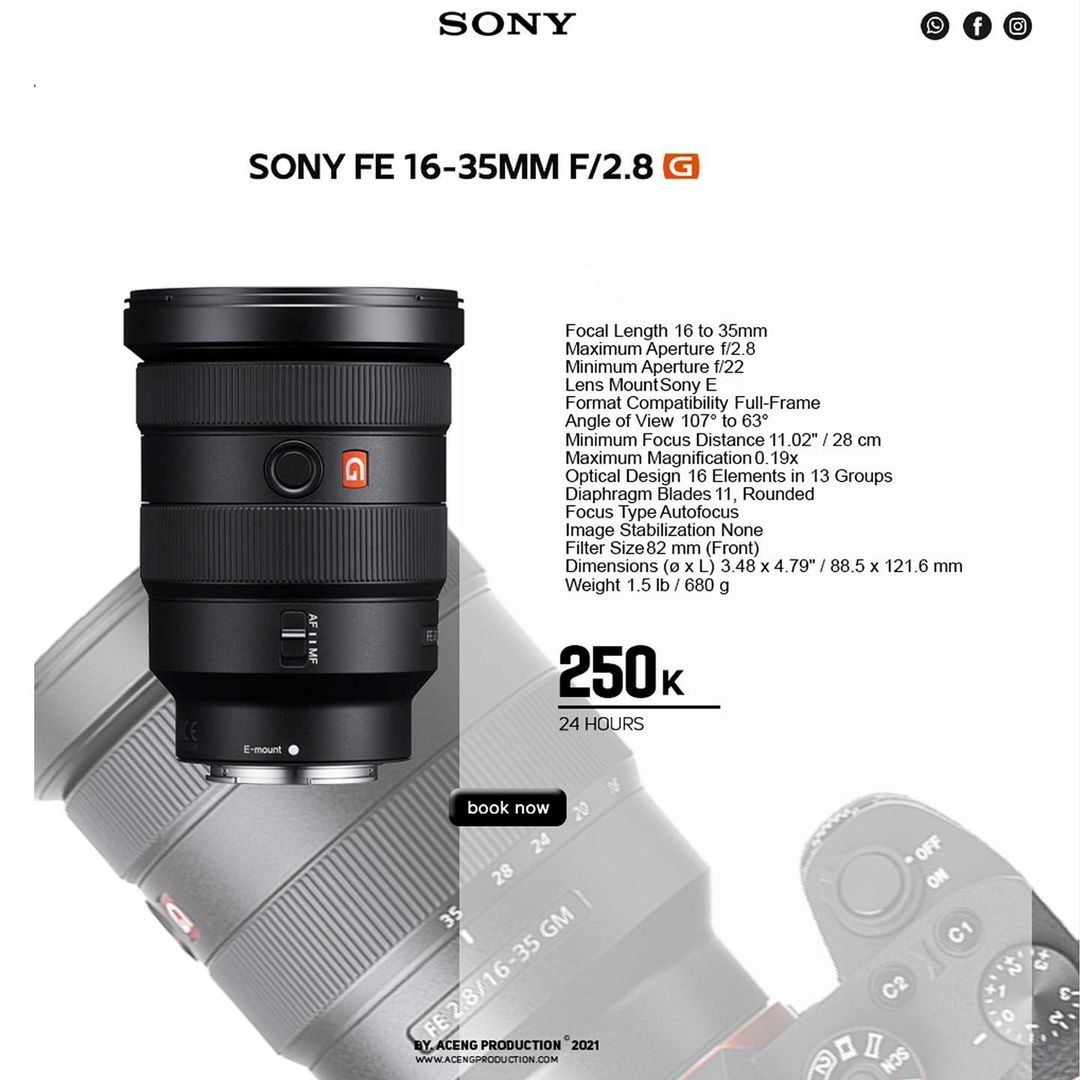 SONY
SONY FE 16-35MM F/2.8 G
Focal Length 16 to 35mm
Maximum Aperture f/2.8
Minimum Aperture f/22
Lens Mount Sony E
Format Compatibility Full-Frame
Angle of View 107° to 63°
Minimum Focus Distance 11.02" / 28 cm
Maximum Magnification 0.19x
Optical Design 16 Elements in 13 Groups
Diaphragm Blades 11, Rounded
Focus Type Autofocus
Image Stabilization None
Filter Size 82 mm (Front)
Dimensions (ø x L) 3.48 x 4.79" / 88.5 x 121.6 mm
Weight 1.5 lb / 680 g
G
AF MF
FE
E-mount
250K
24 HOURS
book now
16
20
24
28
35
G
FE 2.8/16-35 GM
OFF
ON
C1
C2
SCN
BY. ACENG PRODUCTION © 2021
WWW.ACENGPRODUCTION.COM